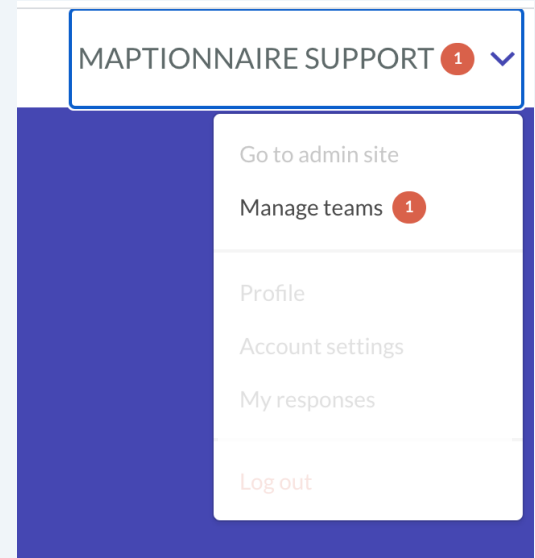 MAPTIONNAIRE SUPPORT 1
Go to admin site
Manage teams 1
Profile
Account settings
My responses
Log out